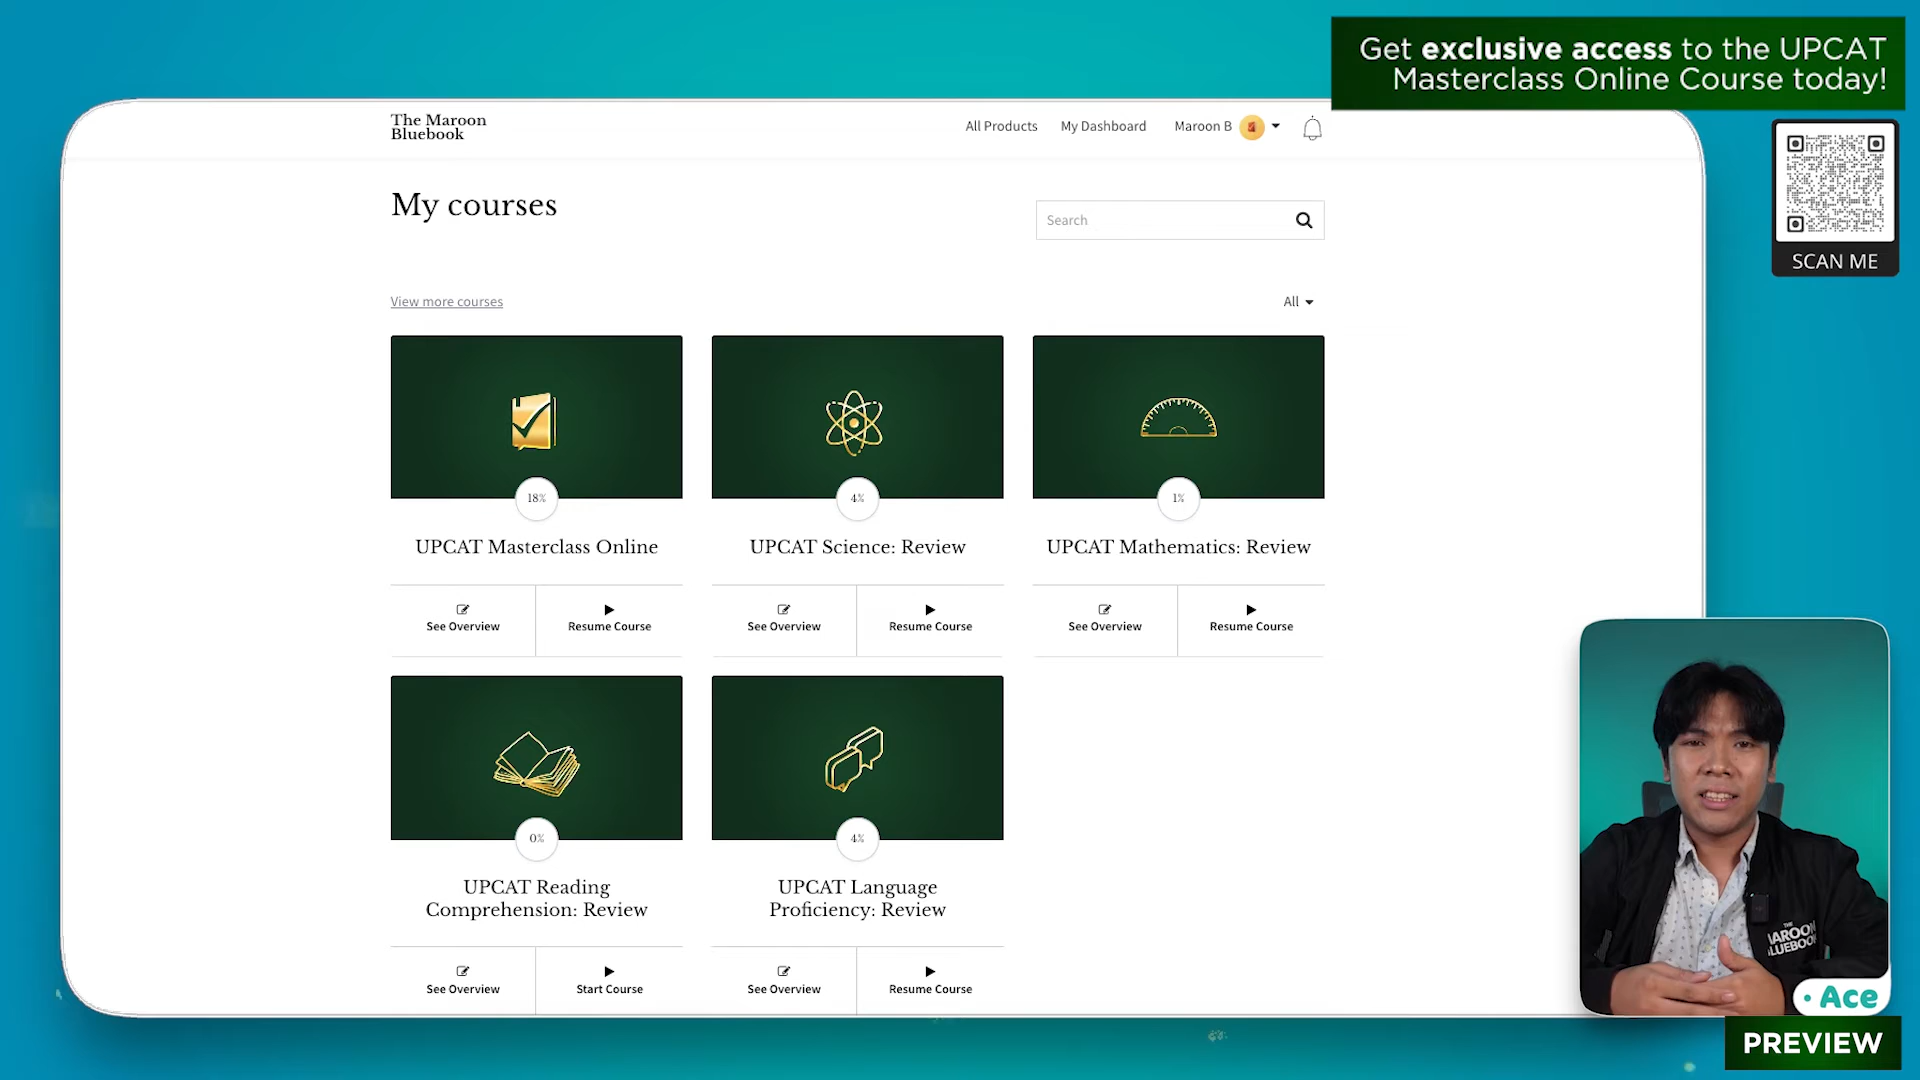 Get exclusive access to the UPCAT
Masterclass Online Course today!
The Maroon
Bluebook
All Products
My Dashboard
Maroon B
SCAN ME
My courses
Search
View more courses
All
18%
4%
1%
UPCAT Masterclass Online
UPCAT Science: Review
UPCAT Mathematics: Review
See Overview
Resume Course
See Overview
Resume Course
See Overview
Resume Course
0%
4%
UPCAT Reading
Comprehension: Review
UPCAT Language
Proficiency: Review
See Overview
Start Course
See Overview
Resume Course
THE
MAROON
BLUEBOOK
Ace
PREVIEW